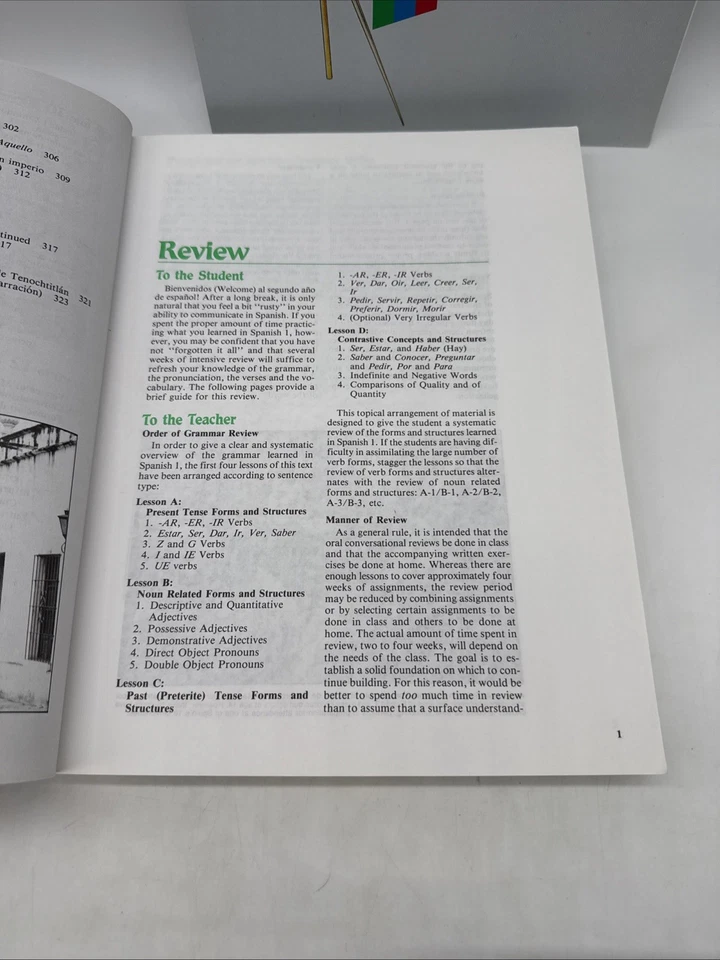 302
Aquello 306
n imperio 309
312
tinued 317
17
e Tenochtitlán 321
arración) 323
Review
To the Student
Bienvenidos (Welcome) al segundo año
de español! After a long break, it is only
natural that you feel a bit "rusty" in your
ability to communicate in Spanish. If you
spent the proper amount of time practic-
ing what you learned in Spanish 1, how-
ever, you may be confident that you have
not "forgotten it all" and that several
weeks of intensive review will suffice to
refresh your knowledge of the grammar,
the pronunciation, the verses and the vo-
cabulary. The following pages provide a
brief guide for this review.
To the Teacher
Order of Grammar Review
In order to give a clear and systematic
overview of the grammar learned in
Spanish 1, the first four lessons of this text
have been arranged according to sentence
type:
Lesson A:
Present Tense Forms and Structures
1. -AR, -ER, -IR Verbs
2. Estar, Ser, Dar, Ir, Ver, Saber
3. Z and G Verbs
4. I and IE Verbs
5. UE verbs
Lesson B:
Noun Related Forms and Structures
1. Descriptive and Quantitative
Adjectives
2. Possessive Adjectives
3. Demonstrative Adjectives
4. Direct Object Pronouns
5. Double Object Pronouns
Lesson C:
Past (Preterite) Tense Forms and
Structures
1. -AR, -ER, -IR Verbs
2. Ver, Dar, Oir, Leer, Creer, Ser,
Ir
3. Pedir, Servir, Repetir, Corregir,
Preferir, Dormir, Morir
4. (Optional) Very Irregular Verbs
Lesson D:
Contrastive Concepts and Structures
1. Ser, Estar, and Haber (Hay)
2. Saber and Conocer, Preguntar
and Pedir, Por and Para
3. Indefinite and Negative Words
4. Comparisons of Quality and of
Quantity
This topical arrangement of material is
designed to give the student a systematic
review of the forms and structures learned
in Spanish 1. If the students are having dif-
ficulty in assimilating the large number of
verb forms, stagger the lessons so that the
review of verb forms and structures alter-
nates with the review of noun related
forms and structures: A-1/B-1, A-2/B-2,
A-3/B-3, etc.
Manner of Review
As a general rule, it is intended that the
oral conversational reviews be done in class
and that the accompanying written exer-
cises be done at home. Whereas there are
enough lessons to cover approximately four
weeks of assignments, the review period
may be reduced by combining assignments
or by selecting certain assignments to be
done in class and others to be done at
home. The actual amount of time spent in
review, two to four weeks, will depend on
the needs of the class. The goal is to es-
tablish a solid foundation on which to con-
tinue building. For this reason, it would be
better to spend too much time in review
than to assume that a surface understand-
1